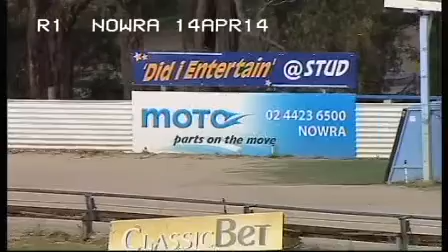 R1 NOWRA 14APR14
'Did i Entertain' @STUD
MOTO 02 4423 6500
parts on the move NOWRA
CLASSICBET